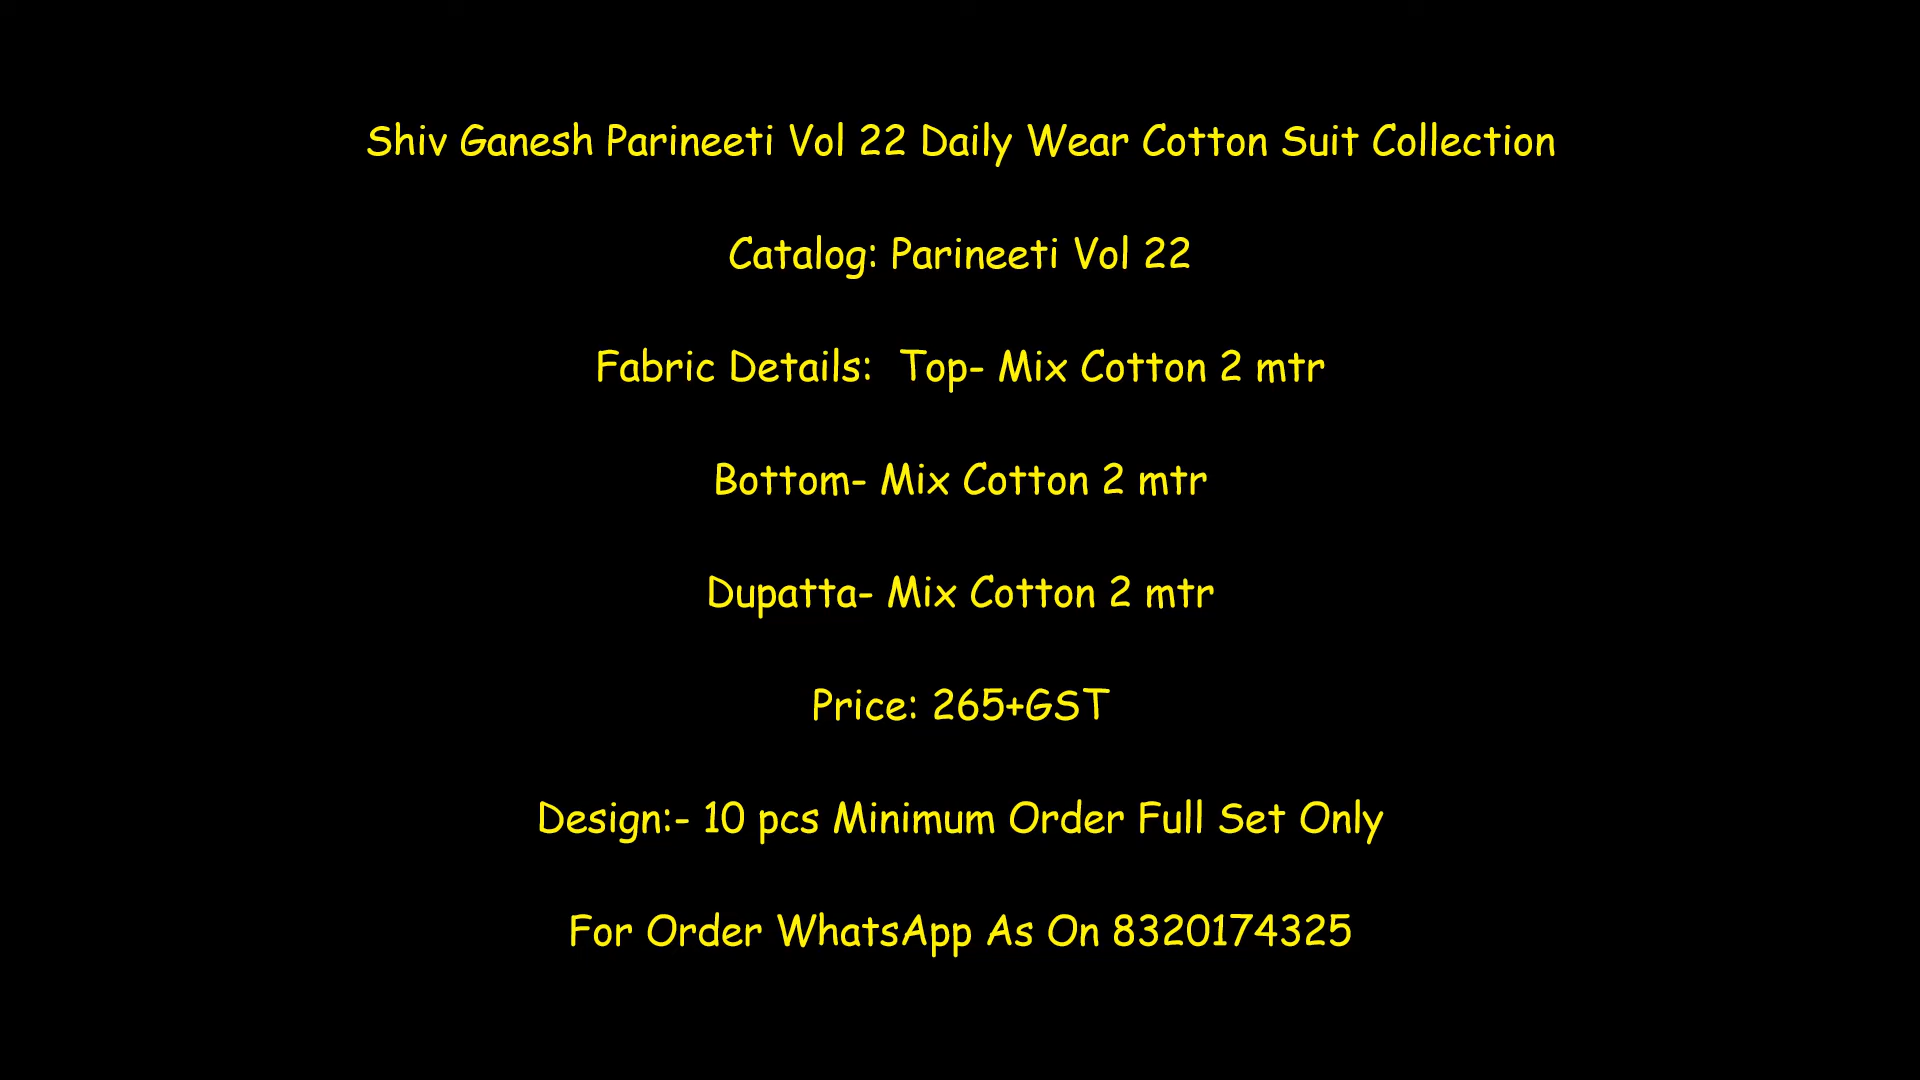 Shiv Ganesh Parineeti Vol 22 Daily Wear Cotton Suit Collection
Catalog: Parineeti Vol 22
Fabric Details:  Top- Mix Cotton 2 mtr
Bottom- Mix Cotton 2 mtr
Dupatta- Mix Cotton 2 mtr
Price: 265+GST
Design:- 10 pcs Minimum Order Full Set Only
For Order WhatsApp As On 8320174325